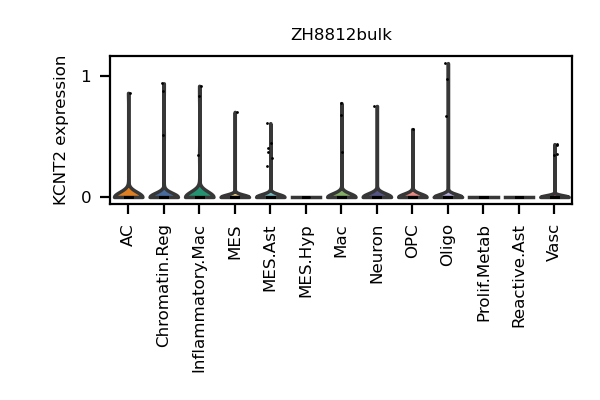 ZH8812bulk
KCNT2 expression
1
0
AC
Chromatin.Reg
Inflammatory.Mac
MES
MES.Ast
MES.Hyp
Mac
Neuron
OPC
Oligo
Prolif.Metab
Reactive.Ast
Vasc